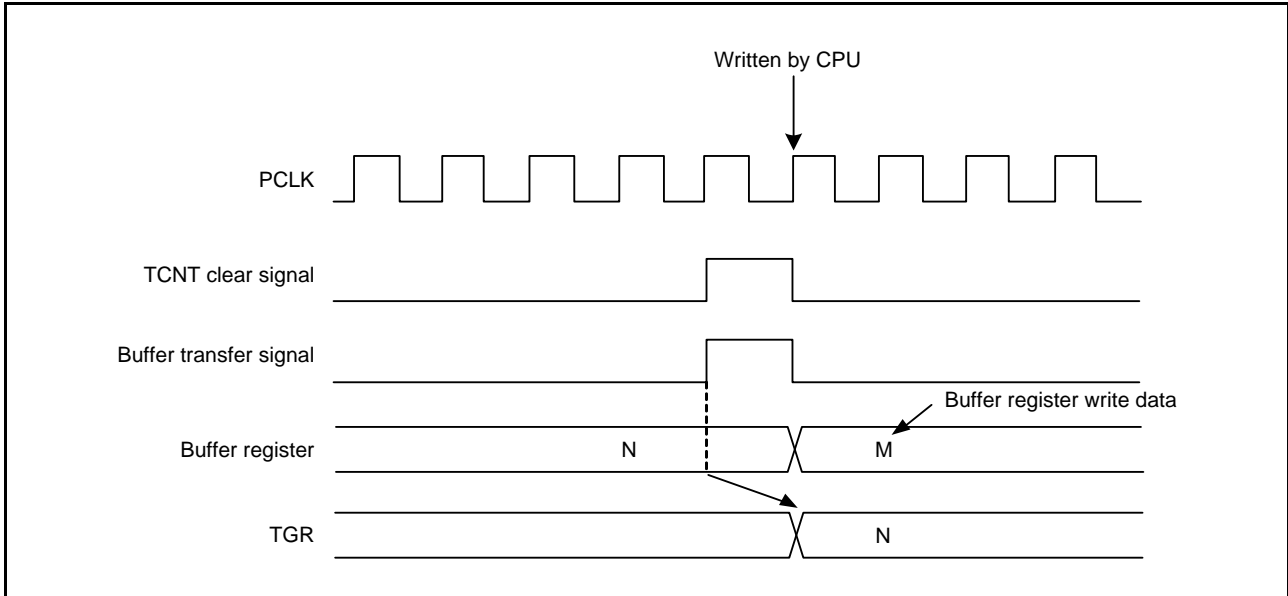 Written by CPU
PCLK
TCNT clear signal
Buffer transfer signal
Buffer register write data
Buffer register
N
M
TGR
N